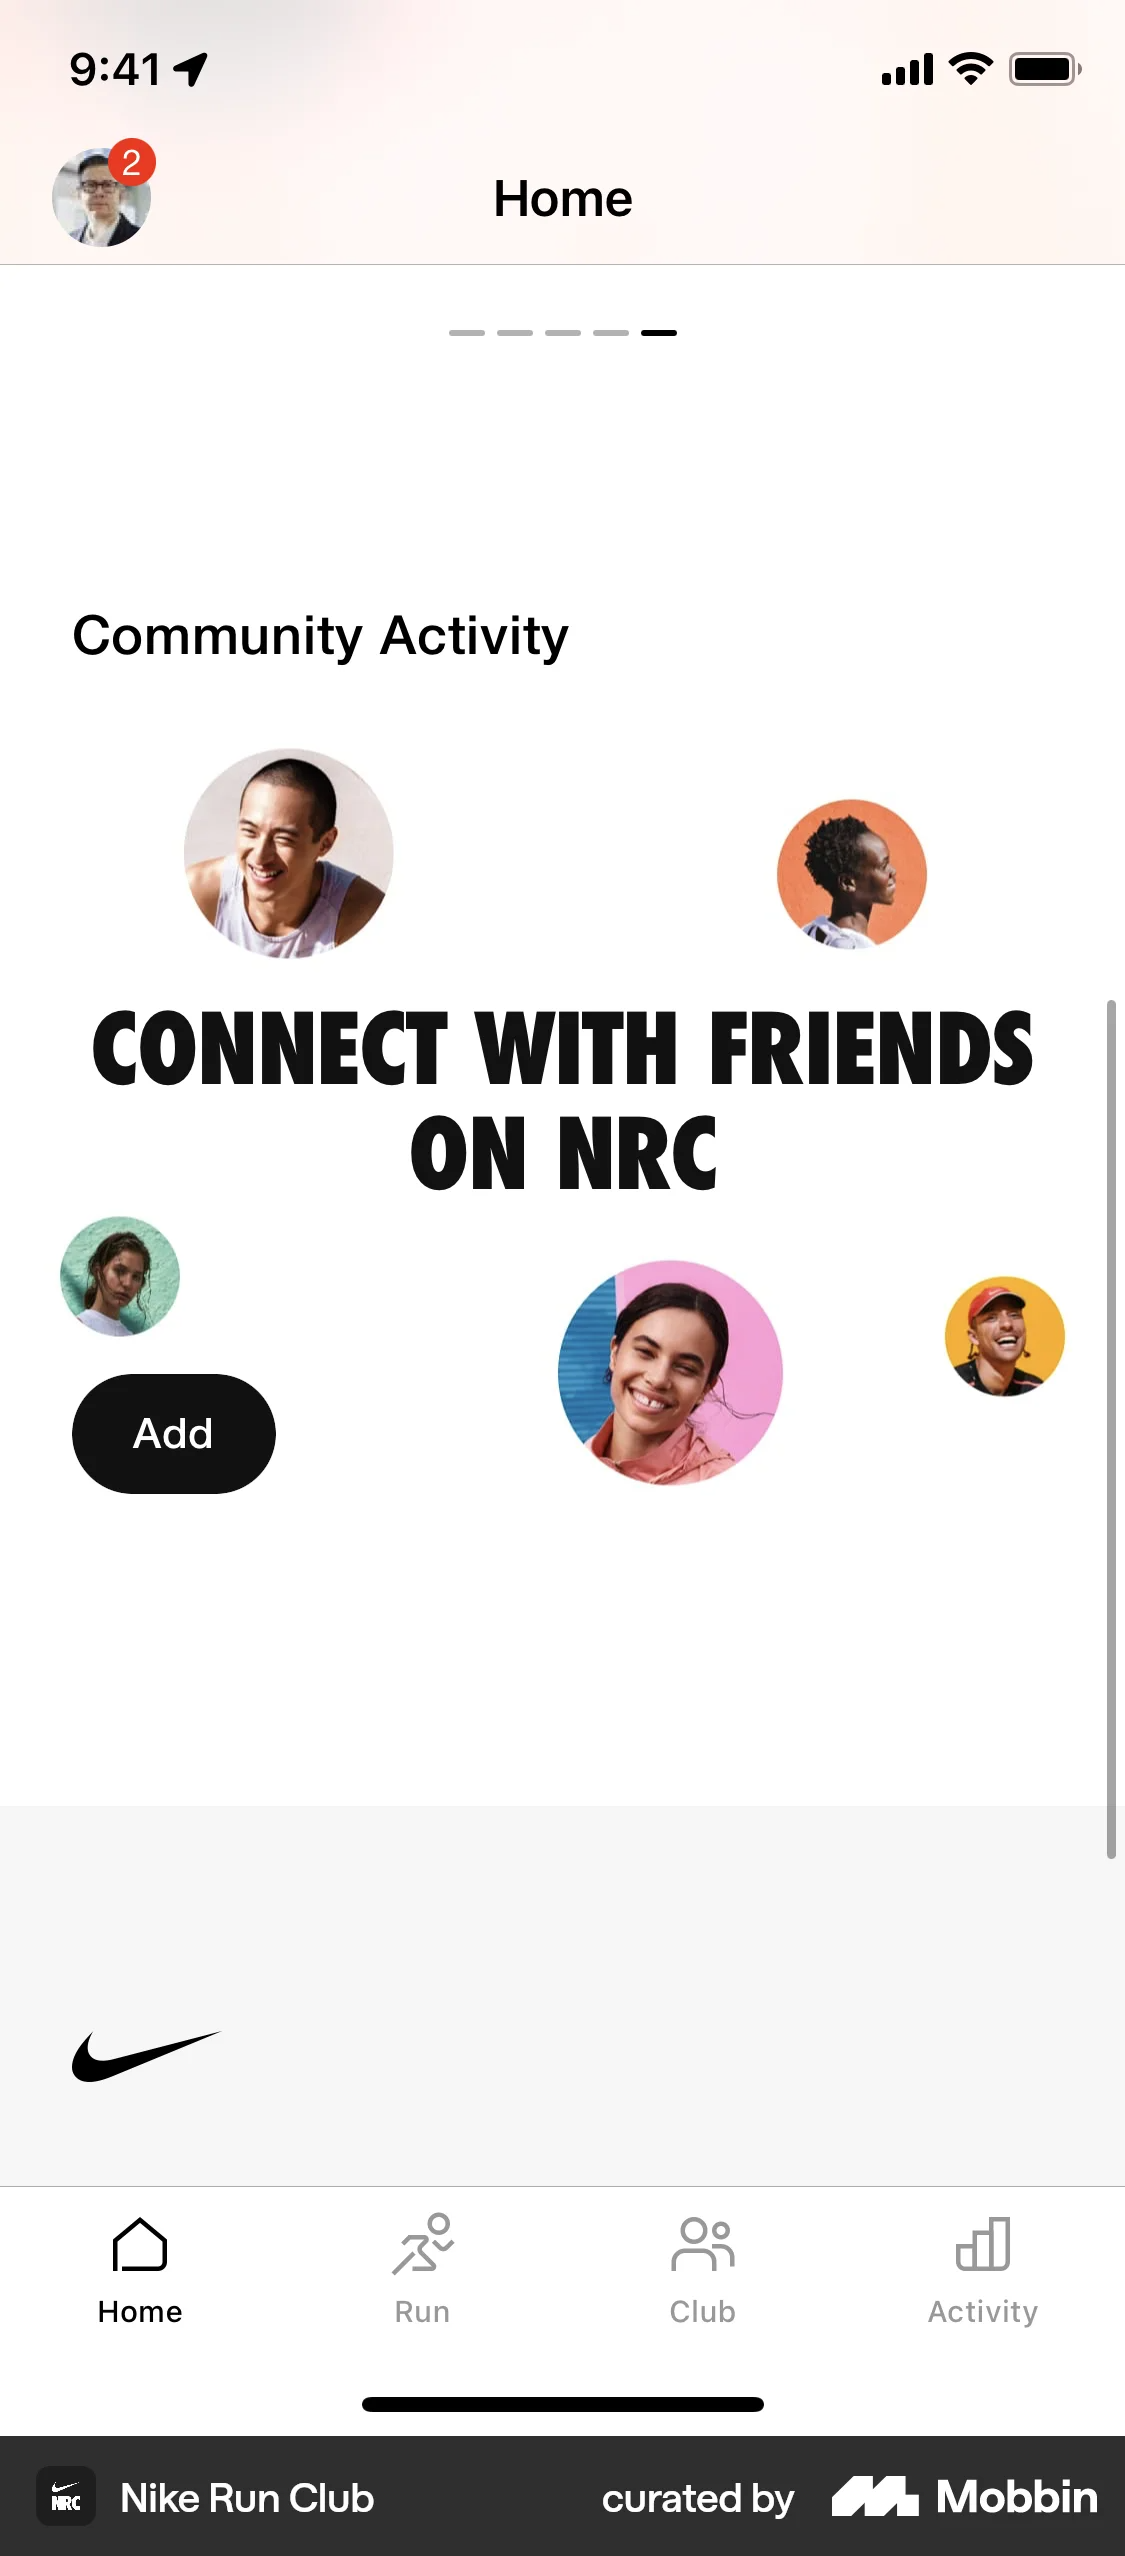 9:41
2
Home
Community Activity
CONNECT WITH FRIENDS
ON NRC
Add
Home
Run
Club
Activity
NRC
Nike Run Club
curated by
Mobbin